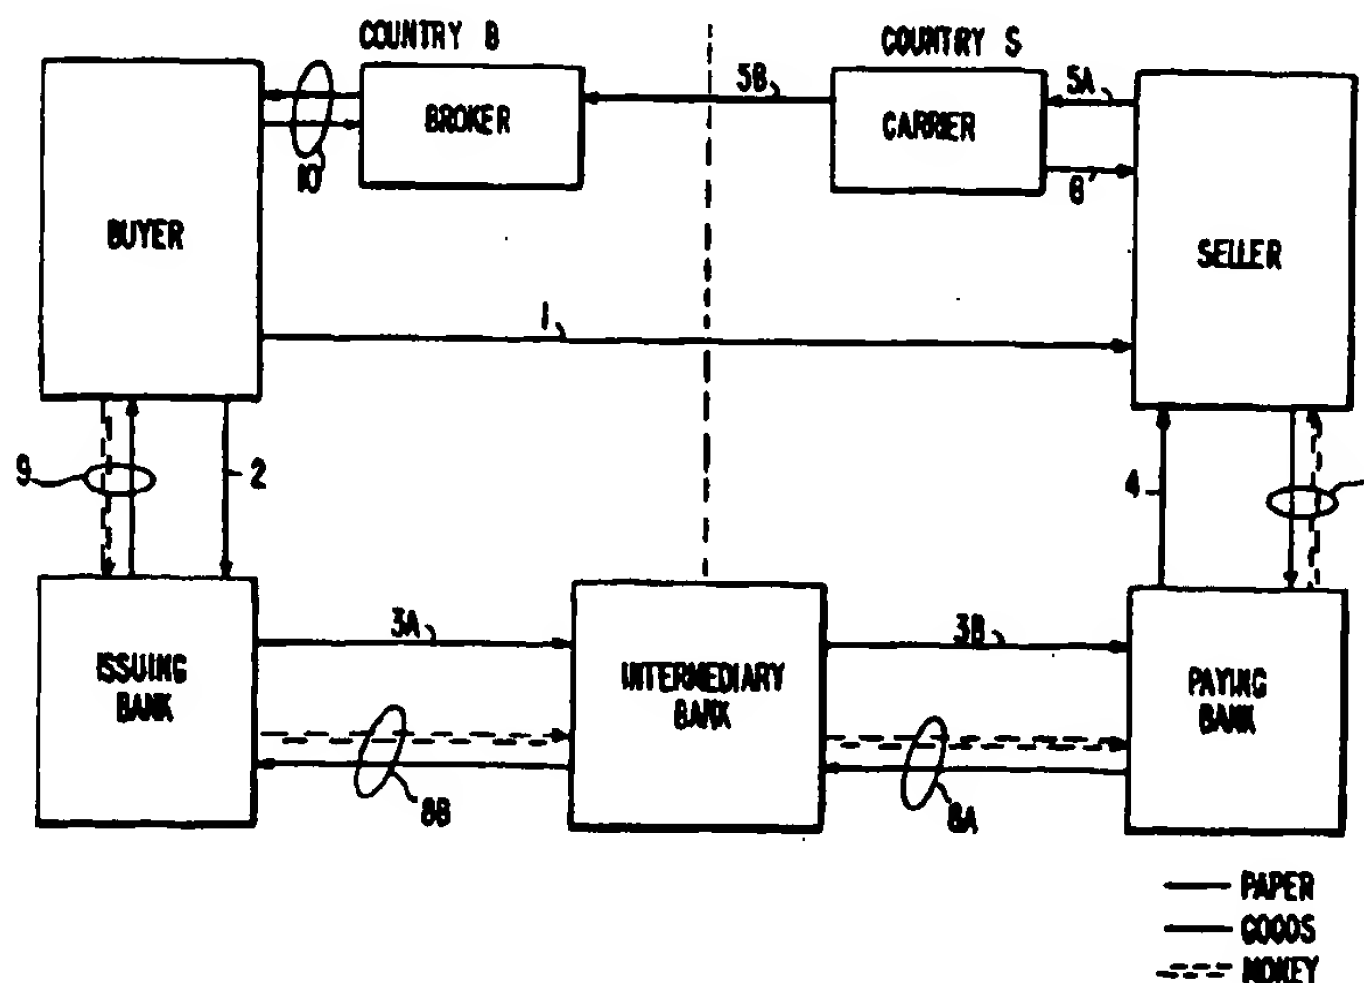 COUNTRY B
COUNTRY S
BUYER
10
BROKER
5B
CARRIER
5A
6
SELLER
1
9
2
4
ISSUING
BANK
3A
8B
INTERMEDIARY
BANK
3B
8A
PAYING
BANK
PAPER
GOODS
MONEY